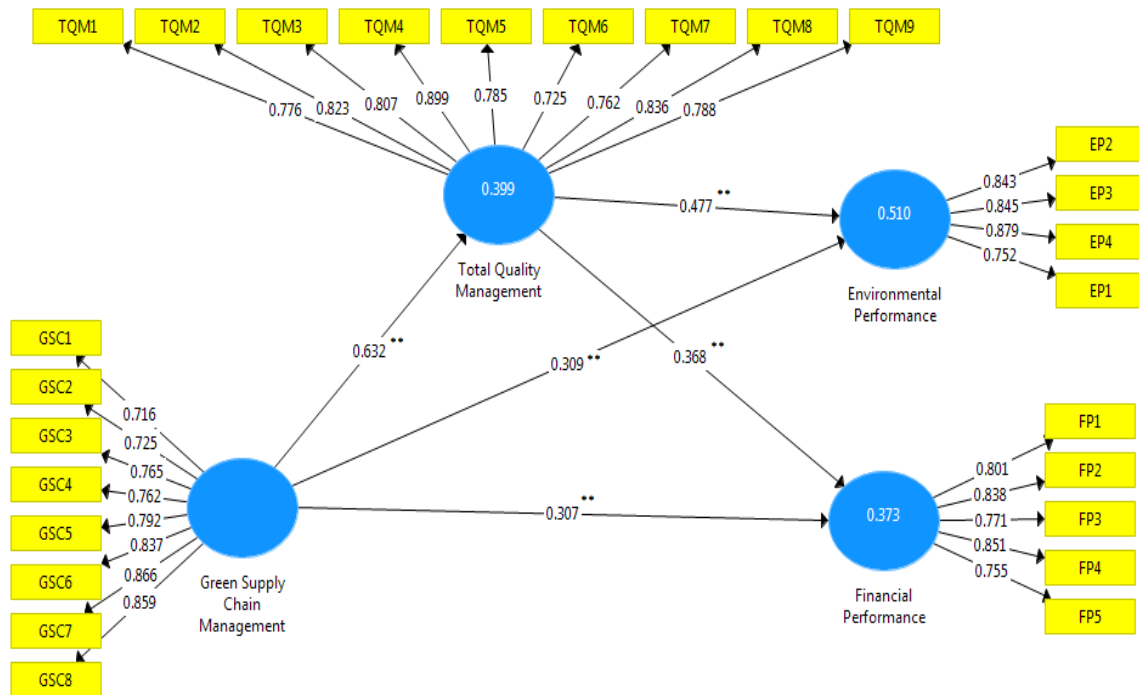 TQM1 TQM2 TQM3 TQM4 TQM5 TQM6 TQM7 TQM8 TQM9
0.776 0.823 0.807 0.899 0.785 0.725 0.762 0.836 0.788
0.399
Total Quality
Management
0.477 **
0.510
Environmental
Performance
0.843
0.845
0.879
0.752
EP2
EP3
EP4
EP1
0.632 **
0.309 **
0.368 **
GSC1
GSC2
GSC3
GSC4
GSC5
GSC6
GSC7
GSC8
0.716
0.725
0.765
0.762
0.792
0.837
0.866
0.859
Green Supply
Chain
Management
0.307 **
0.373
Financial
Performance
0.801
0.838
0.771
0.851
0.755
FP1
FP2
FP3
FP4
FP5